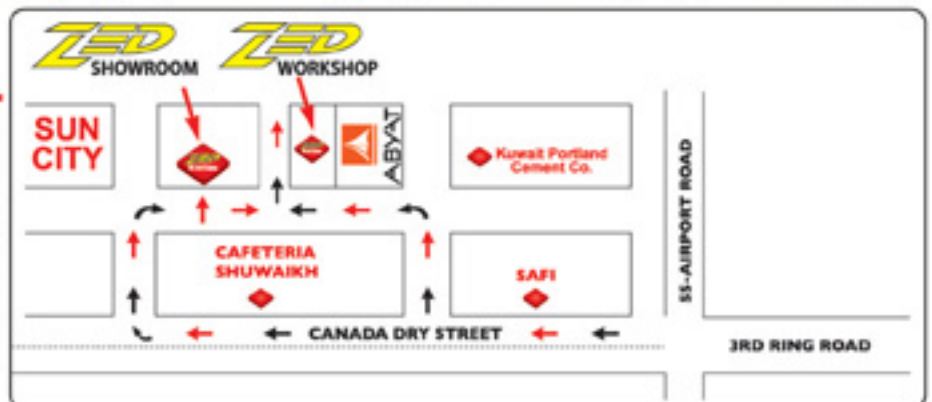 ZED
SHOWROOM
ZED
WORKSHOP
SUN
CITY
ABYAT
Kuwait Portland
Cement Co.
55-AIRPORT ROAD
CAFETERIA
SHUWAIKH
SAFI
CANADA DRY STREET
3RD RING ROAD